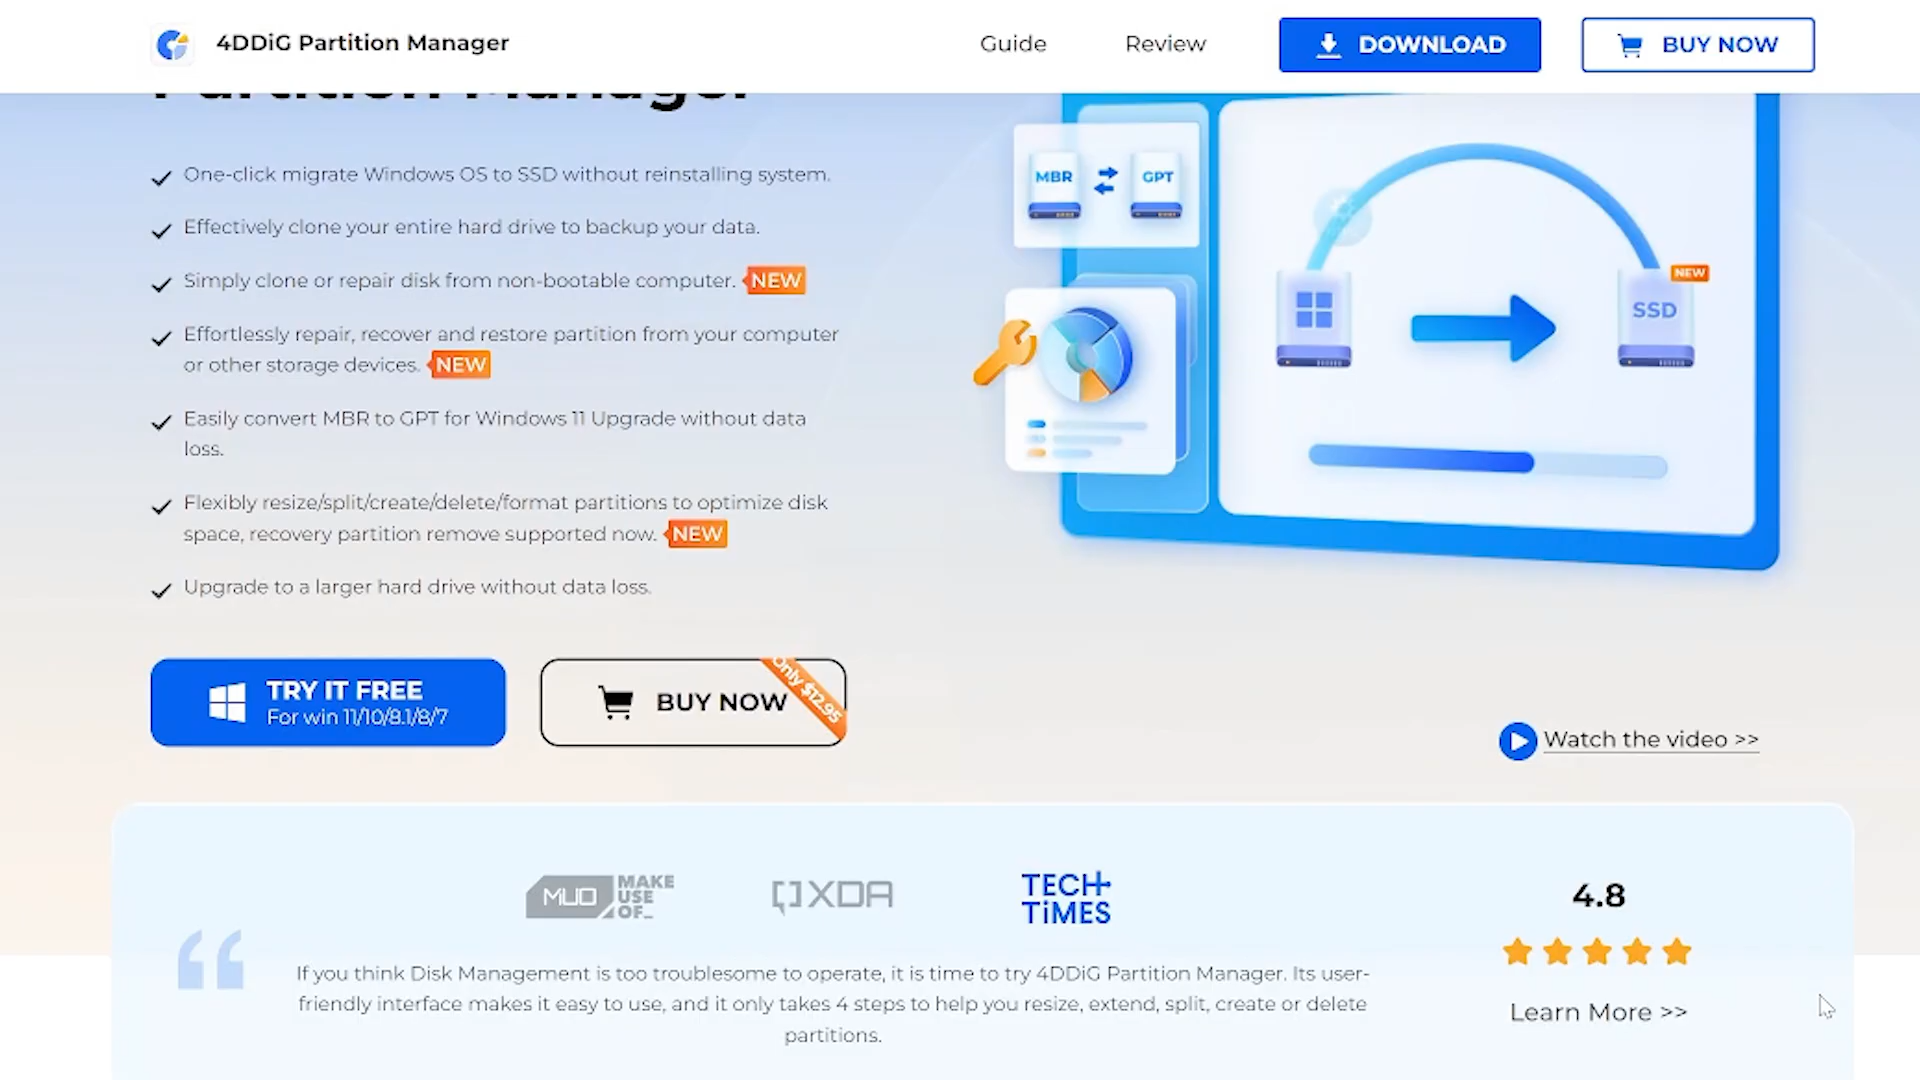 4DDiG Partition Manager
Guide
Review
DOWNLOAD
BUY NOW
Partition Manager
One-click migrate Windows OS to SSD without reinstalling system.
Effectively clone your entire hard drive to backup your data.
Simply clone or repair disk from non-bootable computer. NEW
Effortlessly repair, recover and restore partition from your computer
or other storage devices. NEW
Easily convert MBR to GPT for Windows 11 Upgrade without data
loss.
Flexibly resize/split/create/delete/format partitions to optimize disk
space, recovery partition remove supported now. NEW
Upgrade to a larger hard drive without data loss.
MBR
GPT
NEW
SSD
TRY IT FREE
For win 11/10/8.1/8/7
BUY NOW
Only $12.95
Watch the video >>
MUO MAKE
USE
OF_
XDA
TECH
TiMES
4.8
If you think Disk Management is too troublesome to operate, it is time to try 4DDiG Partition Manager. Its user-
friendly interface makes it easy to use, and it only takes 4 steps to help you resize, extend, split, create or delete
partitions.
Learn More >>